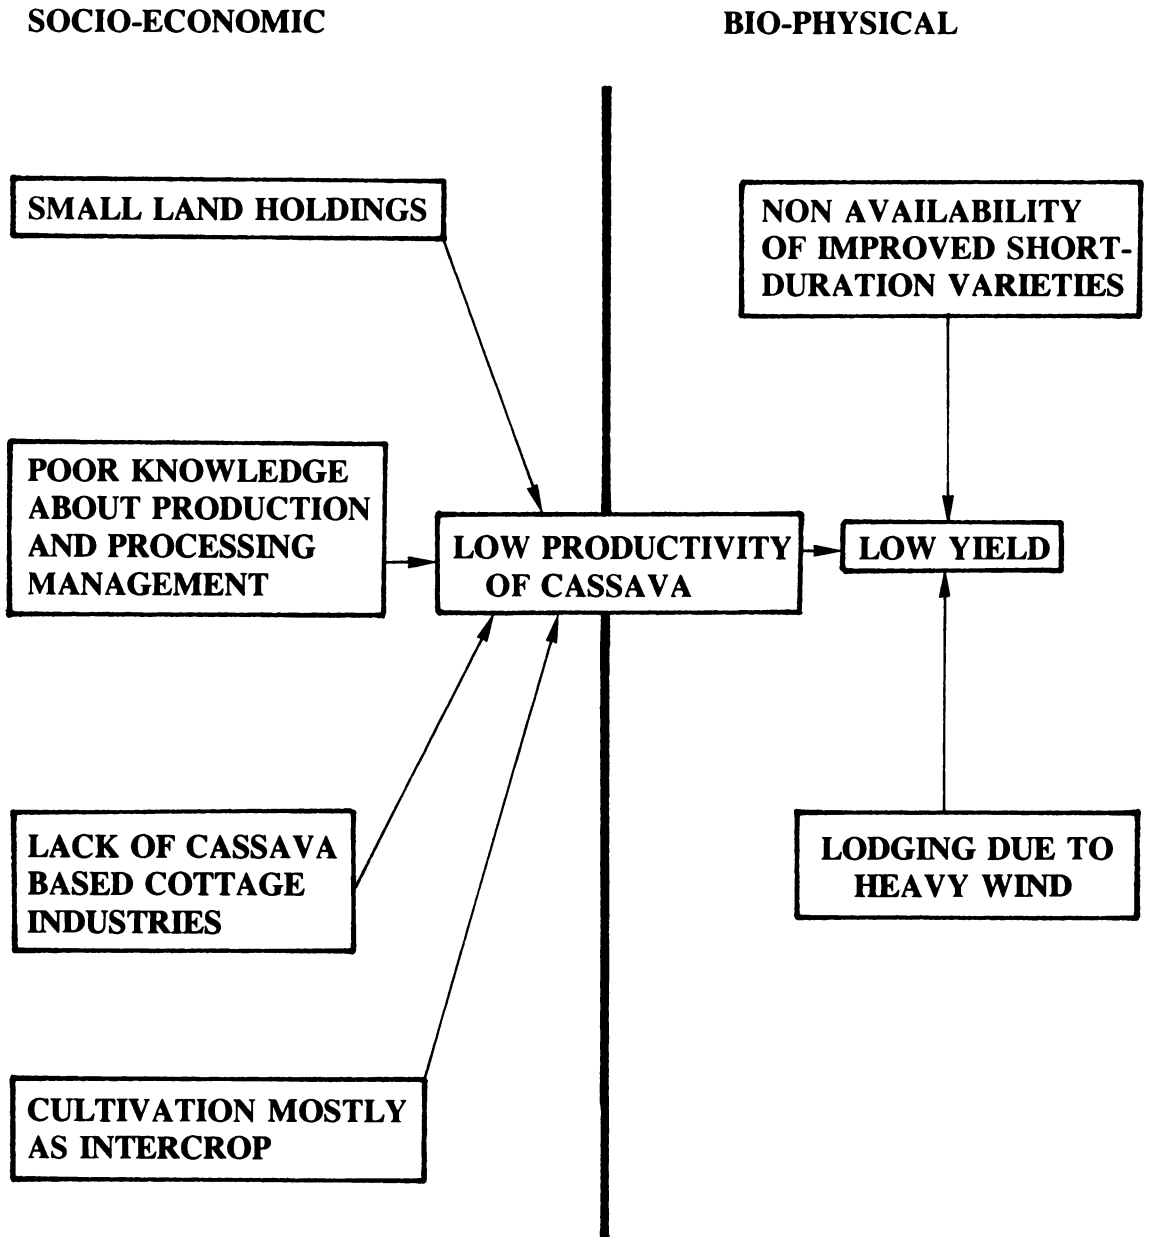 SOCIO-ECONOMIC
BIO-PHYSICAL
SMALL LAND HOLDINGS
NON AVAILABILITY
OF IMPROVED SHORT-
DURATION VARIETIES
POOR KNOWLEDGE
ABOUT PRODUCTION
AND PROCESSING
MANAGEMENT
LOW PRODUCTIVITY
OF CASSAVA
LOW YIELD
LACK OF CASSAVA
BASED COTTAGE
INDUSTRIES
LODGING DUE TO
HEAVY WIND
CULTIVATION MOSTLY
AS INTERCROP